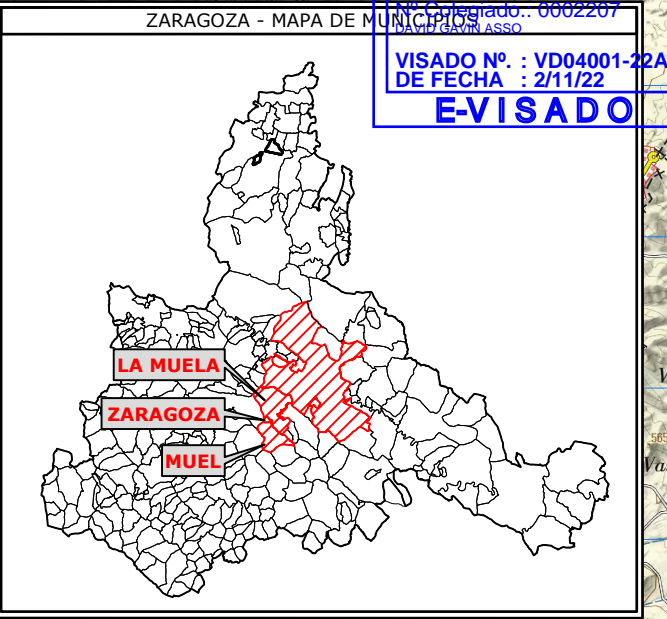 Nº Colegiado.: 0002207
DAVID GAVIN ASSO
VISADO Nº. : VD04001-22A
DE FECHA : 2/11/22
E-VISADO
ZARAGOZA - MAPA DE MUNICIPIOS
LA MUELA
ZARAGOZA
MUEL